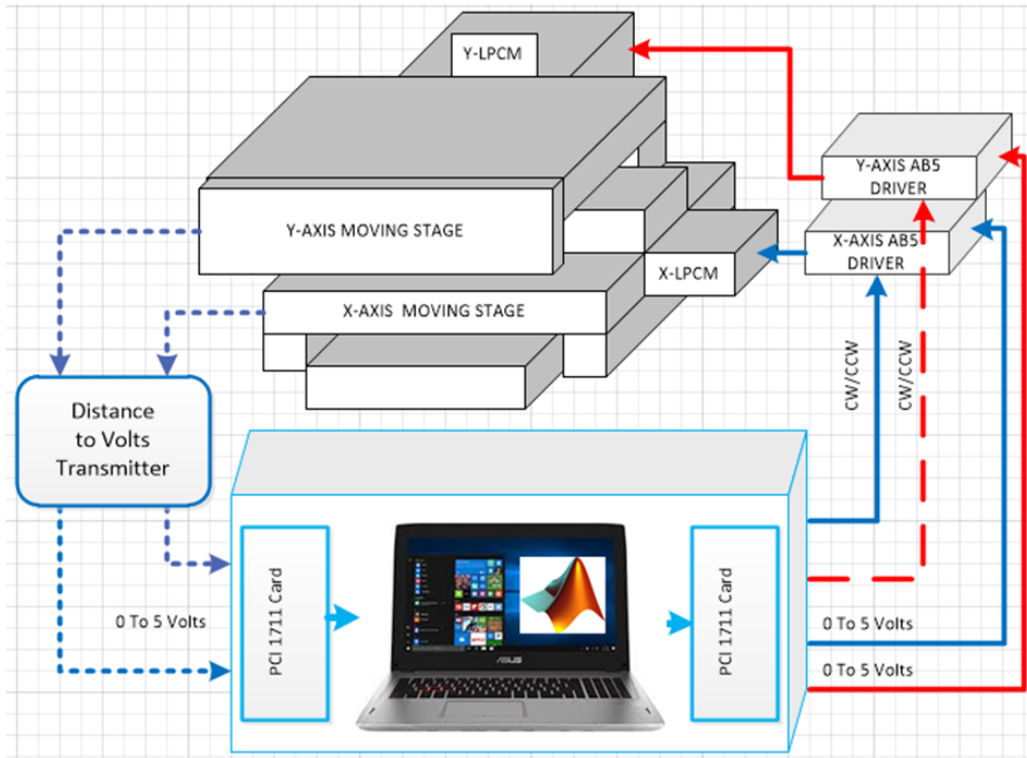 Y-LPCM
Y-AXIS AB5
DRIVER
Y-AXIS MOVING STAGE
X-AXIS AB5
DRIVER
X-LPCM
X-AXIS MOVING STAGE
CW/CCW
CW/CCW
Distance
to Volts
Transmitter
PCI 1711 Card
PCI 1711 Card
0 To 5 Volts
0 To 5 Volts
0 To 5 Volts
ASUS